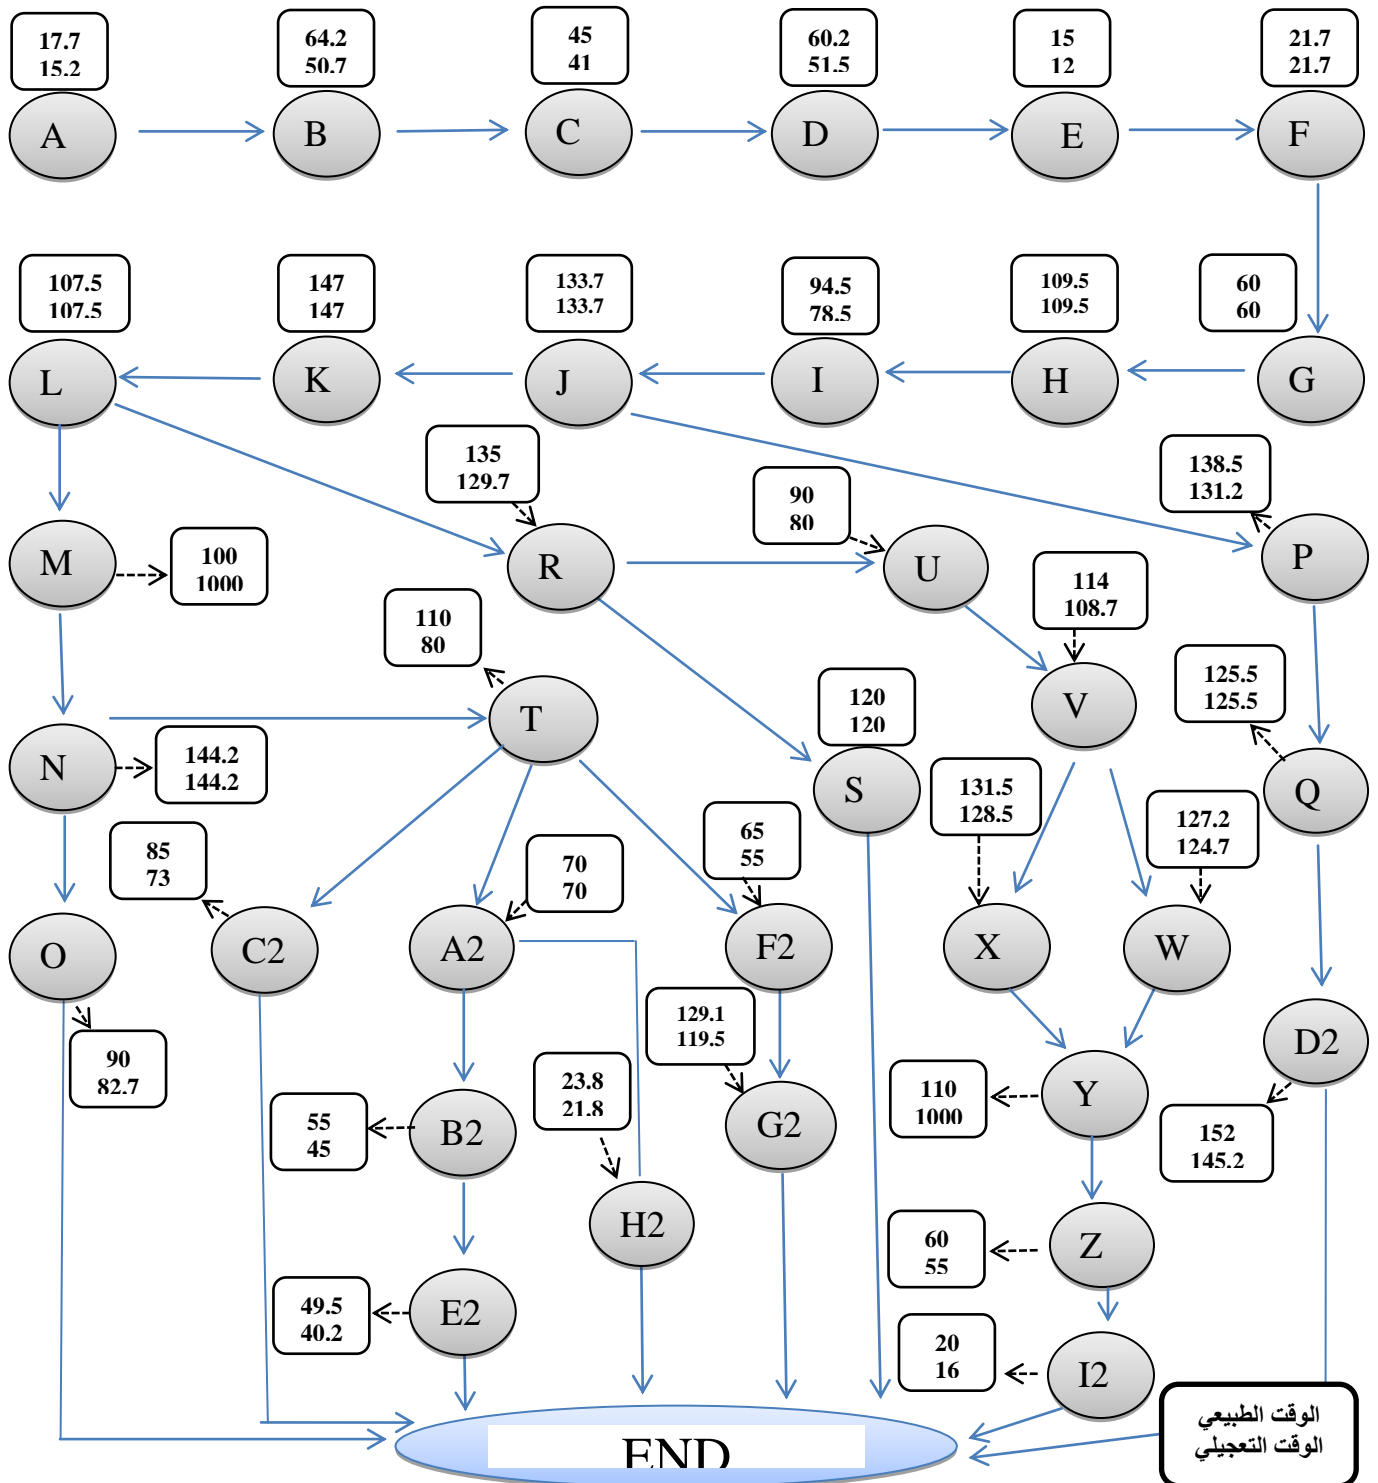 17.7
15.2
64.2
50.7
45
41
60.2
51.5
15
12
21.7
21.7
A
B
C
D
E
F
107.5
107.5
147
147
133.7
133.7
94.5
78.5
109.5
109.5
60
60
L
K
J
I
H
G
135
129.7
90
80
138.5
131.2
M
100
1000
R
U
P
110
80
114
108.7
N
144.2
144.2
T
120
120
S
V
125.5
125.5
Q
85
73
70
70
65
55
131.5
128.5
127.2
124.7
O
C2
A2
F2
X
W
90
82.7
23.8
21.8
129.1
119.5
D2
55
45
B2
G2
110
1000
Y
152
145.2
H2
60
55
Z
49.5
40.2
E2
20
16
I2
الوقت الطبيعي
الوقت التعجيلي
END